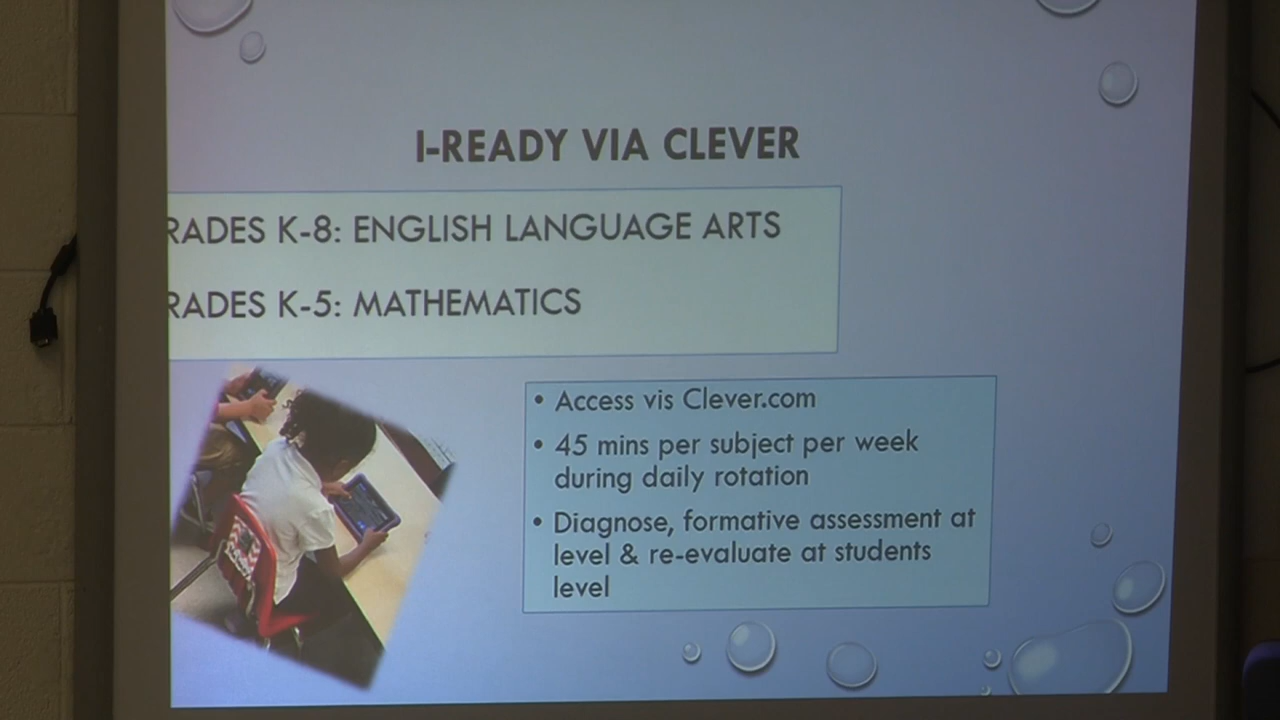 I-READY VIA CLEVER
RADES K-8: ENGLISH LANGUAGE ARTS
RADES K-5: MATHEMATICS
• Access vis Clever.com
• 45 mins per subject per week
during daily rotation
• Diagnose, formative assessment at
level & re-evaluate at students
level